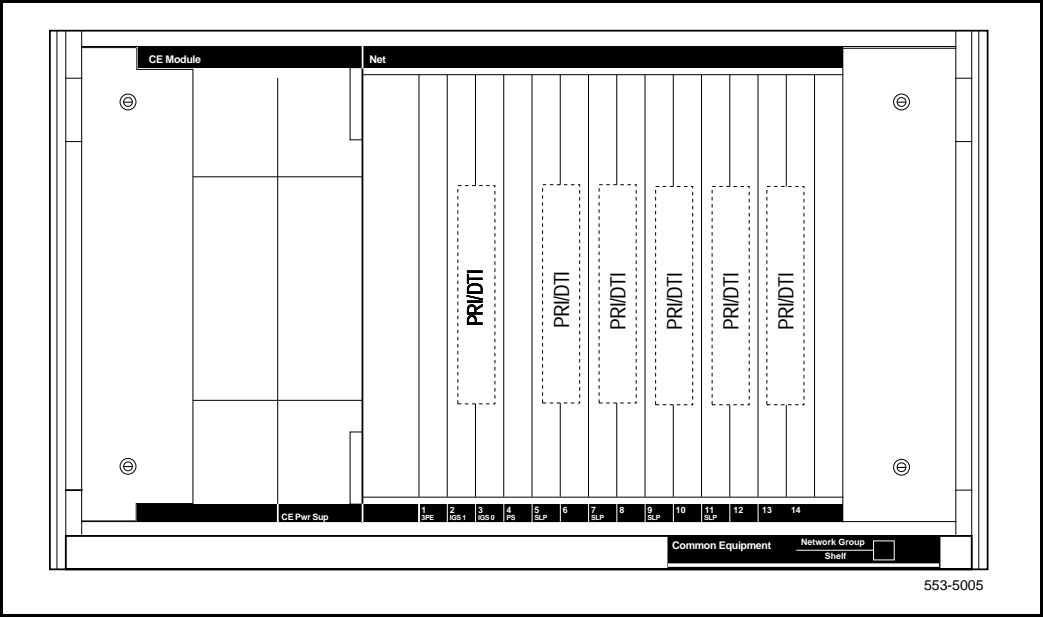 CE Module
Net
PRI/DTI
PRI/DTI
PRI/DTI
PRI/DTI
PRI/DTI
PRI/DTI
CE Pwr Sup
1 2 3 4 5 6 7 8 9 10 11 12 13 14
3PE IGS 1 IGS 0 PS SLP SLP SLP SLP
Common Equipment
Network Group
Shelf
553-5005